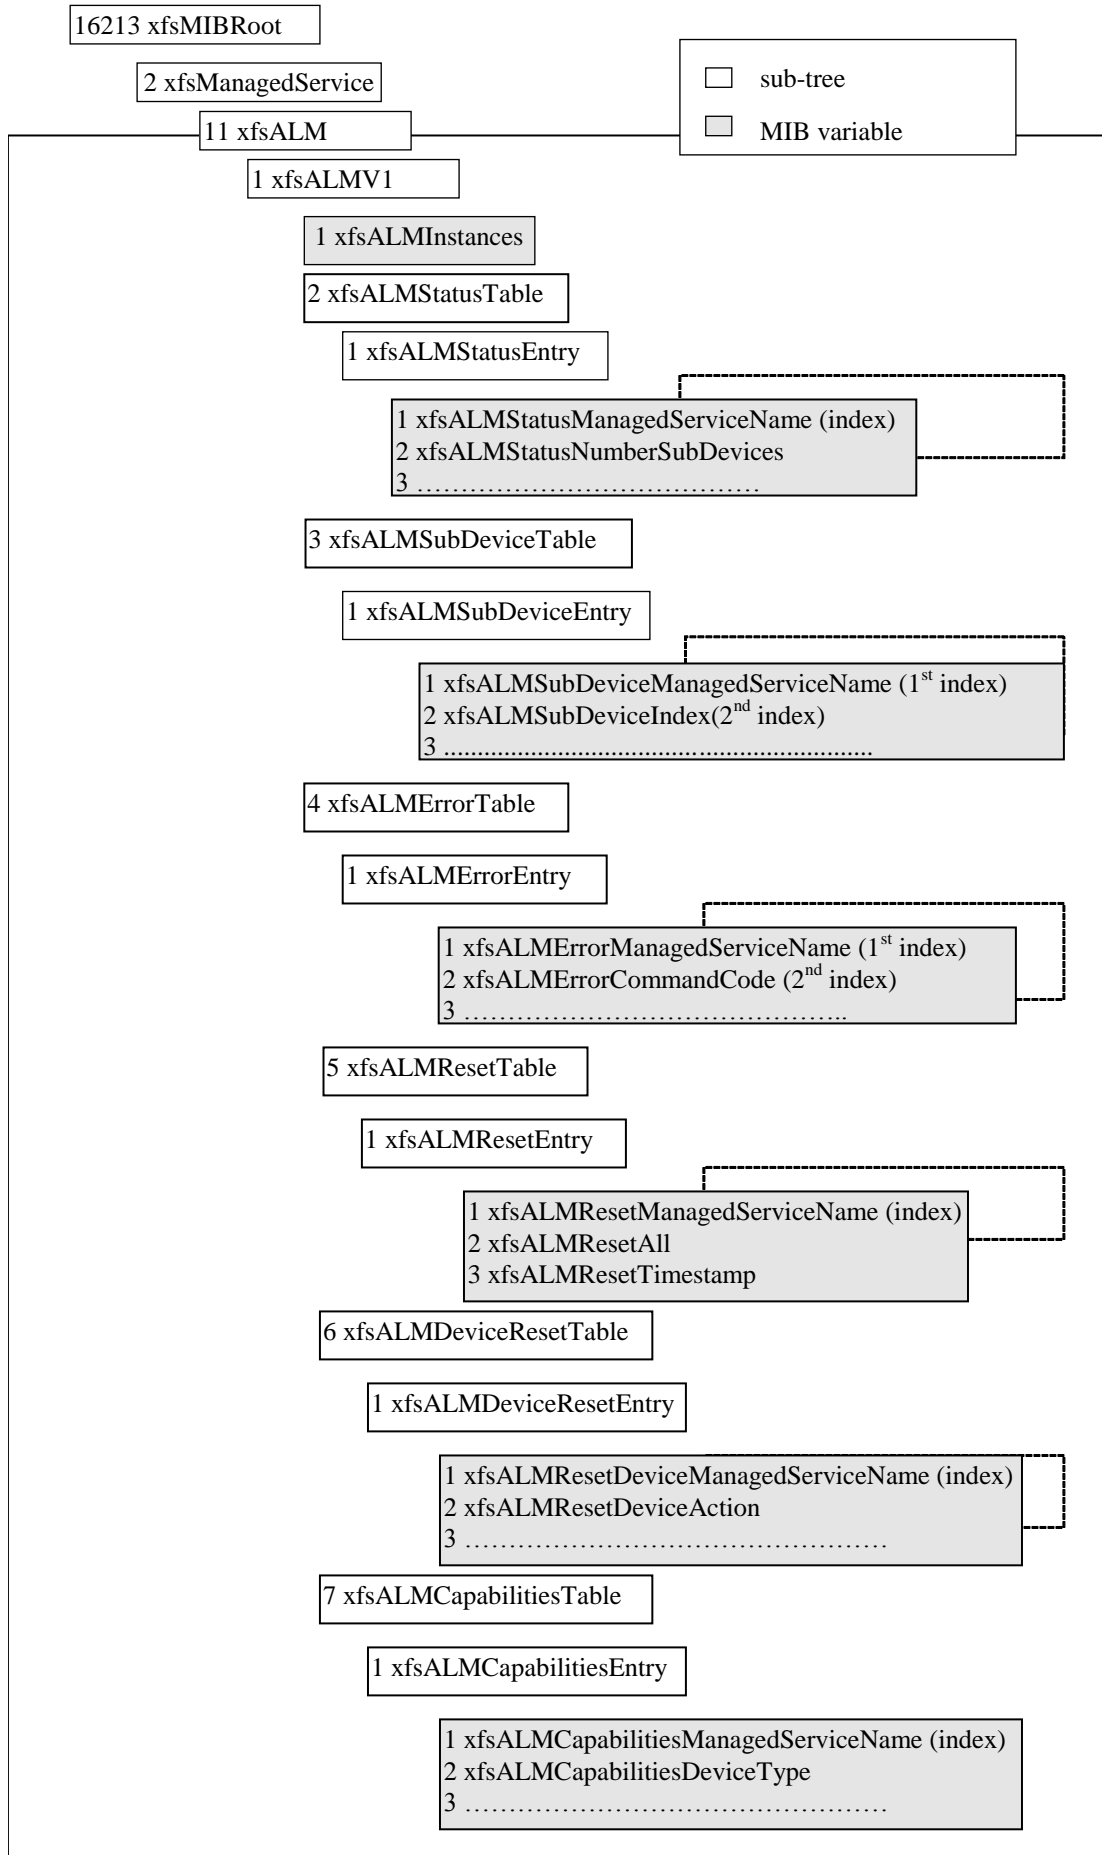 16213 xfsMIBRoot
2 xfsManagedService
sub-tree
11 xfsALM
MIB variable
1 xfsALMV1
1 xfsALMInstances
2 xfsALMStatusTable
1 xfsALMStatusEntry
1 xfsALMStatusManagedServiceName (index)
2 xfsALMStatusNumberSubDevices
3 …………………………………
3 xfsALMSubDeviceTable
1 xfsALMSubDeviceEntry
1 xfsALMSubDeviceManagedServiceName (1st index)
2 xfsALMSubDeviceIndex(2nd index)
3 ................................................................
4 xfsALMErrorTable
1 xfsALMErrorEntry
1 xfsALMErrorManagedServiceName (1st index)
2 xfsALMErrorCommandCode (2nd index)
3 ……………………………………..
5 xfsALMResetTable
1 xfsALMResetEntry
1 xfsALMResetManagedServiceName (index)
2 xfsALMResetAll
3 xfsALMResetTimestamp
6 xfsALMDeviceResetTable
1 xfsALMDeviceResetEntry
1 xfsALMResetDeviceManagedServiceName (index)
2 xfsALMResetDeviceAction
3 …………………………………………
7 xfsALMCapabilitiesTable
1 xfsALMCapabilitiesEntry
1 xfsALMCapabilitiesManagedServiceName (index)
2 xfsALMCapabilitiesDeviceType
3 …………………………………………